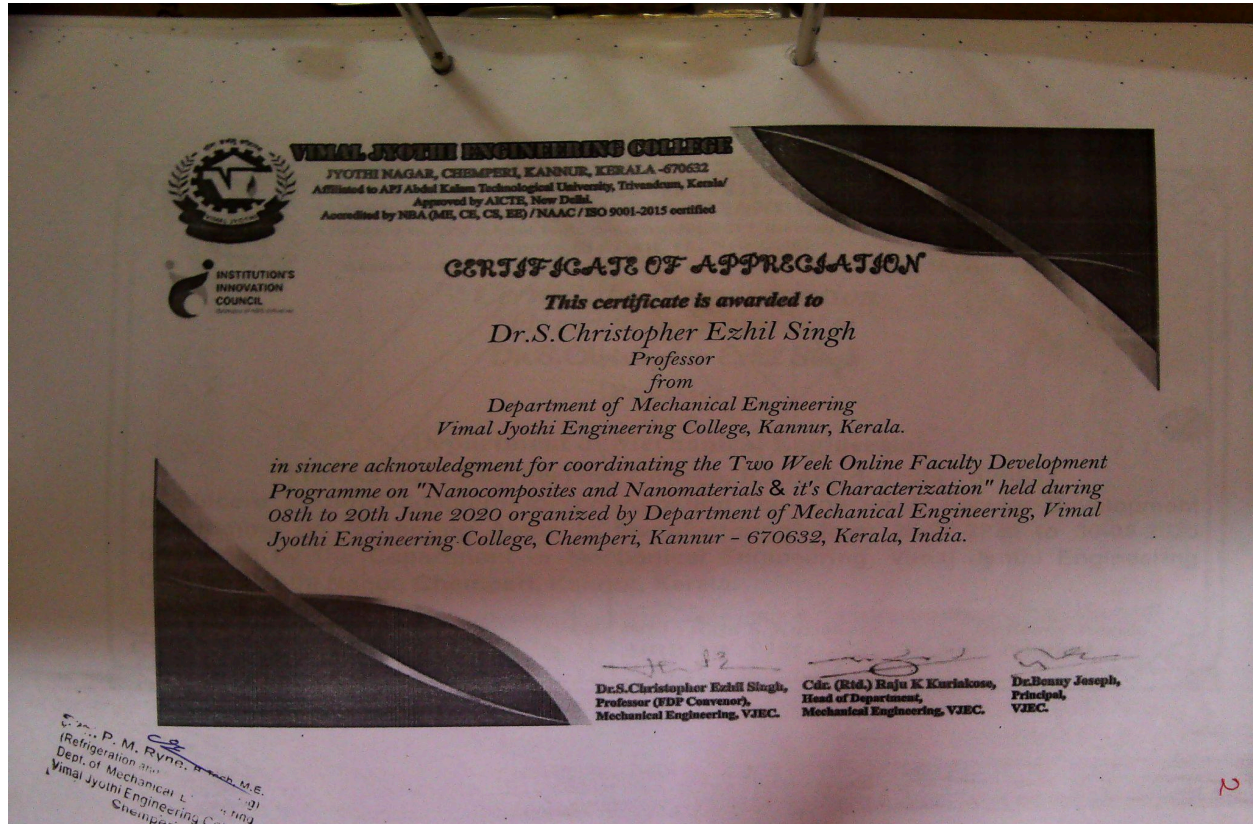 VIMAL JYOTHI ENGINEERING COLLEGE
JYOTHI NAGAR, CHEMPERI, KANNUR, KERALA -670632
Affiliated to APJ Abdul Kalam Technological University, Trivandrum, Kerala/
Approved by AICTE, New Delhi.
Accredited by NBA (ME, CE, CS, EE) / NAAC / ISO 9001-2015 certified
VIMAL JYOTHI
INSTITUTION'S
INNOVATION
COUNCIL
CERTIFICATE OF APPRECIATION
This certificate is awarded to
Dr.S.Christopher Ezhil Singh
Professor
from
Department of Mechanical Engineering
Vimal Jyothi Engineering College, Kannur, Kerala.
in sincere acknowledgment for coordinating the Two Week Online Faculty Development
Programme on "Nanocomposites and Nanomaterials & it's Characterization" held during
08th to 20th June 2020 organized by Department of Mechanical Engineering, Vimal
Jyothi Engineering College, Chemperi, Kannur - 670632, Kerala, India.
Dr.S.Christopher Ezhil Singh,
Professor (FDP Convenor),
Mechanical Engineering, VJEC.
Cdr. (Rtd.) Raju K Kuriakose,
Head of Department,
Mechanical Engineering, VJEC.
Dr.Benny Joseph,
Principal,
VJEC.
P. M. M.E.
(Refrigeration and
Dept. of Mechanical
Vimal Jyothi Engineering
2